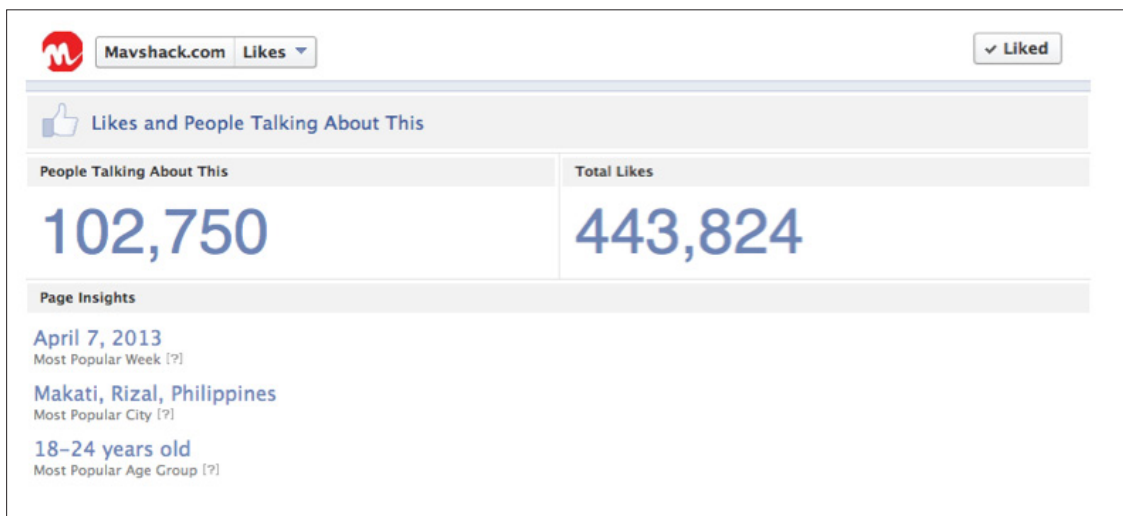 Mavshack.com Likes
✓ Liked
Likes and People Talking About This
People Talking About This
102,750
Total Likes
443,824
Page Insights
April 7, 2013
Most Popular Week [?]
Makati, Rizal, Philippines
Most Popular City [?]
18–24 years old
Most Popular Age Group [?]